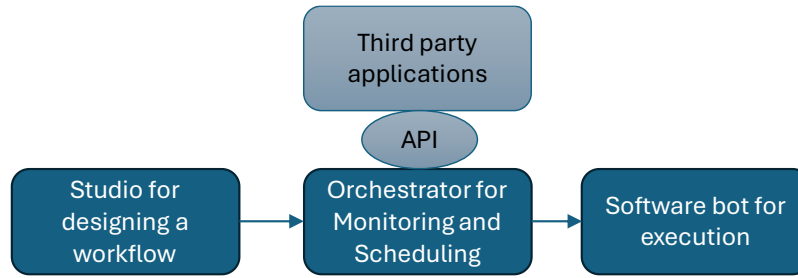 Third party
applications
API
Studio for
designing a
workflow
Orchestrator for
Monitoring and
Scheduling
Software bot for
execution